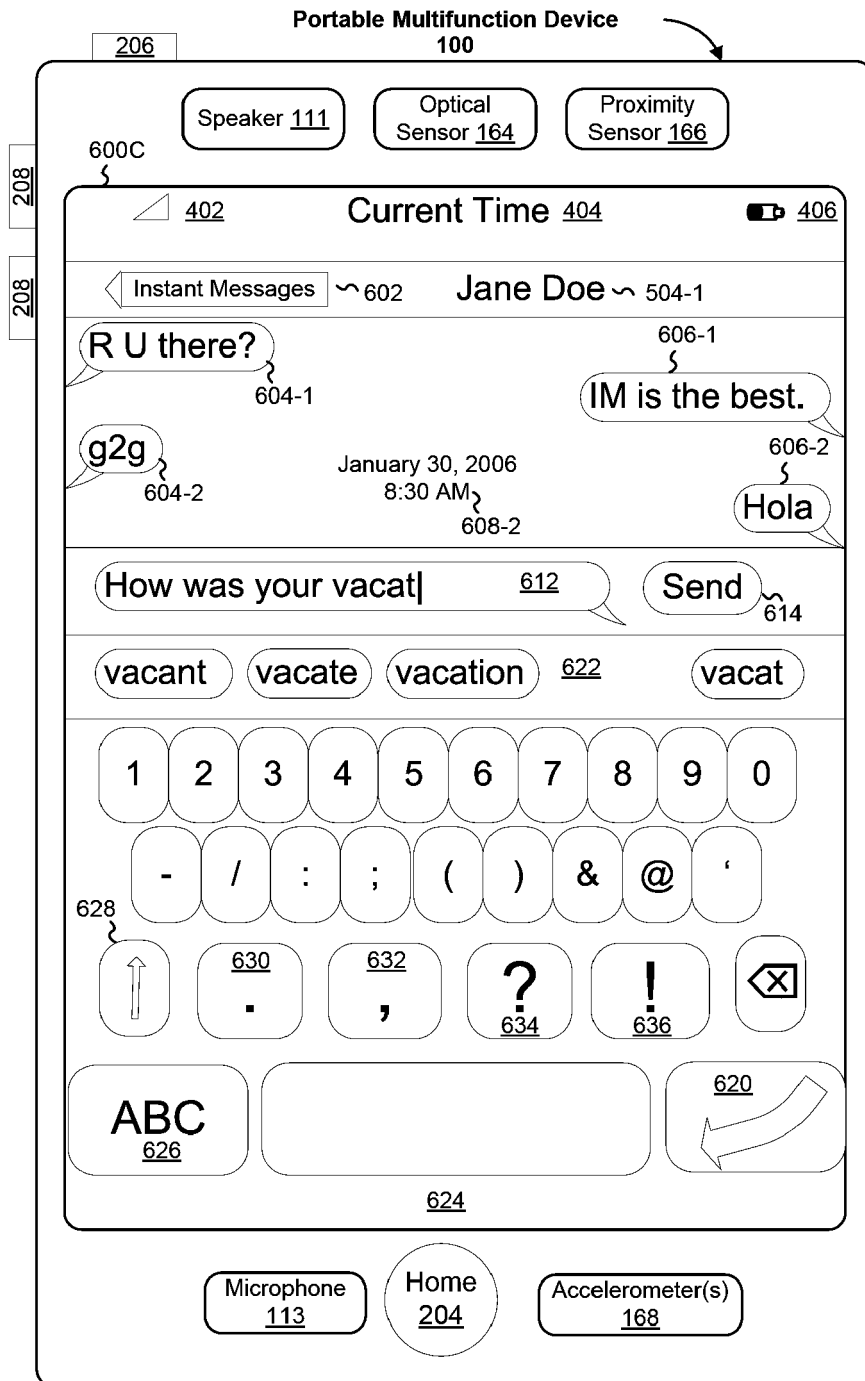 Portable Multifunction Device
100
206
Speaker 111
Optical
Sensor 164
Proximity
Sensor 166
208
208
600C
402
Current Time 404
406
Instant Messages
602
Jane Doe
504-1
R U there?
604-1
606-1
IM is the best.
g2g
604-2
January 30, 2006
8:30 AM
608-2
606-2
Hola
How was your vacat
612
Send
614
vacant
vacate
vacation
622
vacat
1 2 3 4 5 6 7 8 9 0
- / : ; ( ) & @ ‘
628
630
.
632
,
?
634
!
636
ABC
626
620
624
Microphone
113
Home
204
Accelerometer(s)
168